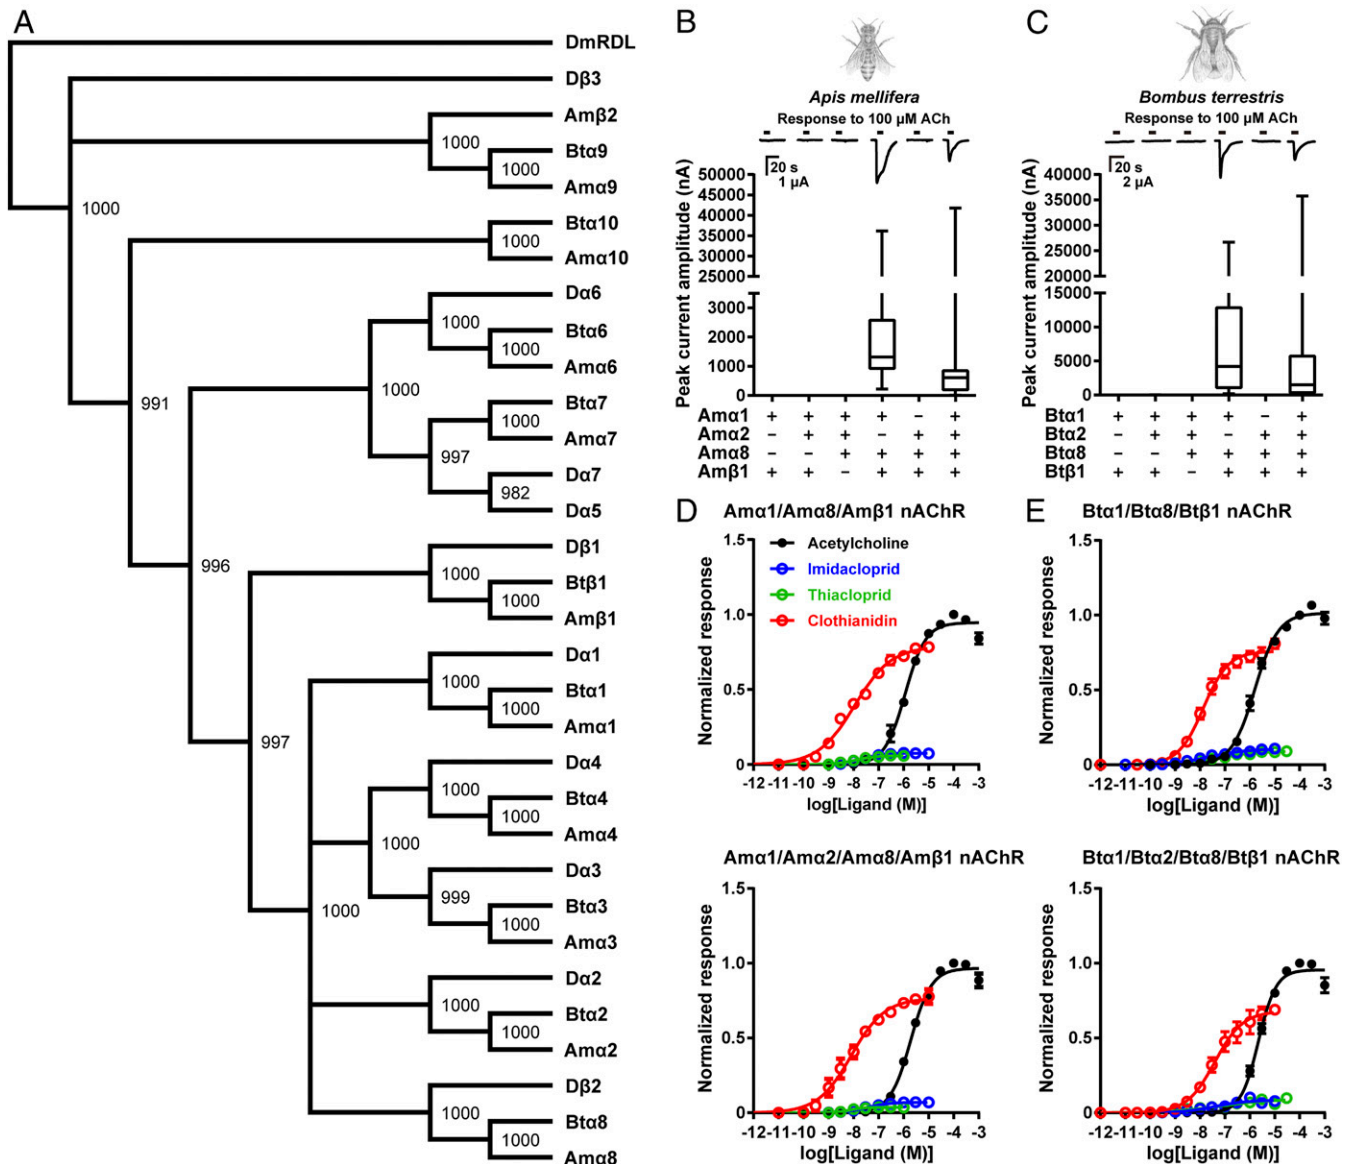 A
DmRDL
Dβ3
Amβ2
1000
Btα9
1000
Amα9
1000
Btα10
1000
Amα10
Dα6
1000
Btα6
1000
Amα6
1000
991
Btα7
1000
Amα7
997
Dα7
982
Dα5
996
Dβ1
1000
Btβ1
1000
Amβ1
Dα1
1000
Btα1
1000
Amα1
997
Dα4
1000
Btα4
1000
Amα4
1000
Dα3
999
Btα3
1000
Amα3
1000
Dα2
1000
Btα2
1000
Amα2
Dβ2
1000
Btα8
1000
Amα8
B
Apis mellifera
Response to 100 µM ACh
20 s
1 µA
Peak current amplitude (nA)
50000
45000
40000
35000
30000
25000
3000
2000
1000
0
Amα1 + + + + - +
Amα2 - + + - + +
Amα8 - - + + + +
Amβ1 + + - + + +
C
Bombus terrestris
Response to 100 µM ACh
20 s
2 µA
Peak current amplitude (nA)
50000
40000
30000
20000
15000
10000
5000
0
Btα1 + + + + - +
Btα2 - + + - + +
Btα8 - - + + + +
Btβ1 + + - + + +
D
Amα1/Amα8/Amβ1 nAChR
Acetylcholine
Imidacloprid
Thiacloprid
Clothianidin
Normalized response
1.5
1.0
0.5
0
-12 -11 -10 -9 -8 -7 -6 -5 -4 -3
log[Ligand (M)]
Amα1/Amα2/Amα8/Amβ1 nAChR
Normalized response
1.5
1.0
0.5
0
-12 -11 -10 -9 -8 -7 -6 -5 -4 -3
log[Ligand (M)]
E
Btα1/Btα8/Btβ1 nAChR
Normalized response
1.5
1.0
0.5
0
-12 -11 -10 -9 -8 -7 -6 -5 -4 -3
log[Ligand (M)]
Btα1/Btα2/Btα8/Btβ1 nAChR
Normalized response
1.5
1.0
0.5
0
-12 -11 -10 -9 -8 -7 -6 -5 -4 -3
log[Ligand (M)]